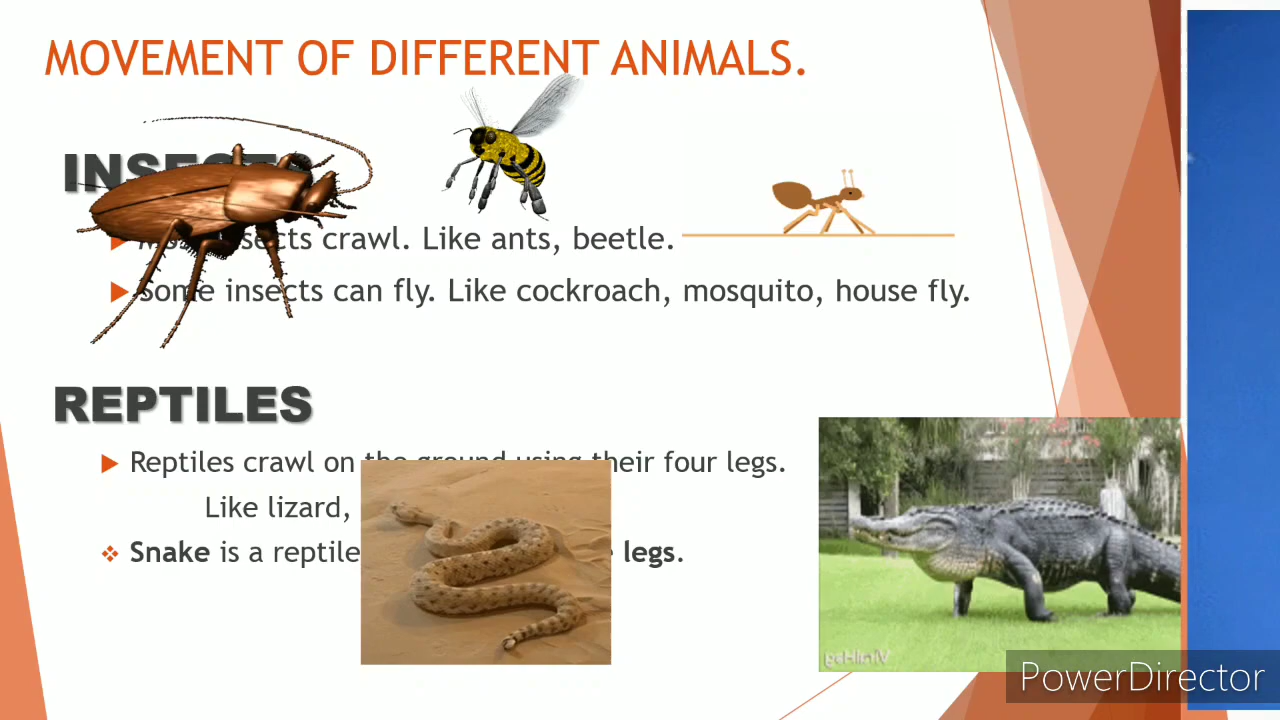 MOVEMENT OF DIFFERENT ANIMALS.
INSECTS
insects crawl. Like ants, beetle.
Some insects can fly. Like cockroach, mosquito, house fly.
REPTILES
Reptiles crawl on the ground using their four legs.
Like lizard,
Snake is a reptile legs.
ViralHog
PowerDirector